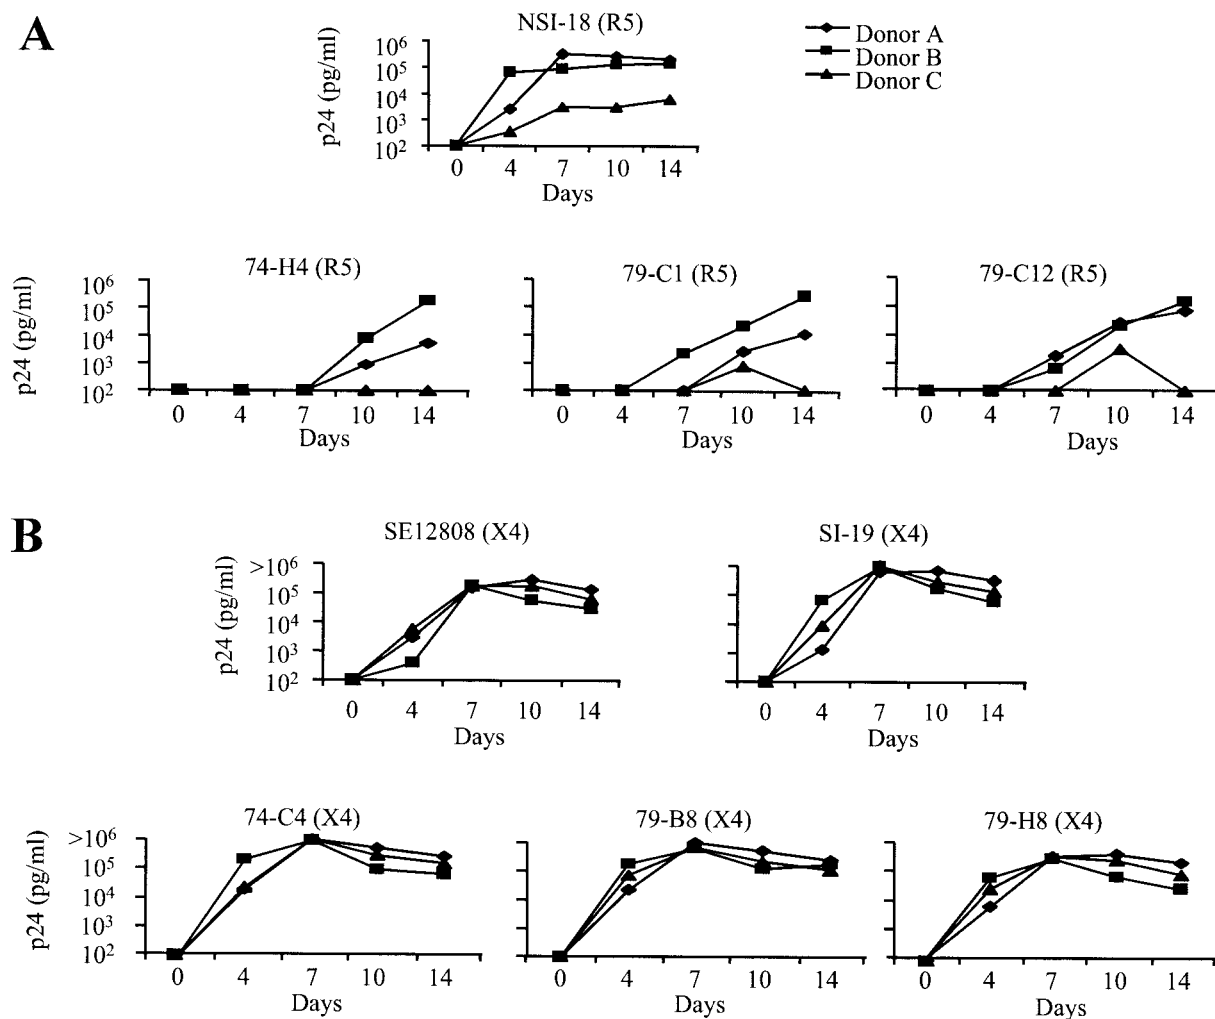 A
NSI-18 (R5)
Donor A
Donor B
Donor C
p24 (pg/ml)
10⁶
10⁵
10⁴
10³
10²
0 4 7 10 14
Days
74-H4 (R5)
p24 (pg/ml)
10⁶
10⁵
10⁴
10³
10²
0 4 7 10 14
Days
79-C1 (R5)
0 4 7 10 14
Days
79-C12 (R5)
0 4 7 10 14
Days
B
SE12808 (X4)
p24 (pg/ml)
>10⁶
10⁵
10⁴
10³
10²
0 4 7 10 14
Days
SI-19 (X4)
0 4 7 10 14
Days
74-C4 (X4)
p24 (pg/ml)
>10⁶
10⁵
10⁴
10³
10²
0 4 7 10 14
Days
79-B8 (X4)
0 4 7 10 14
Days
79-H8 (X4)
0 4 7 10 14
Days